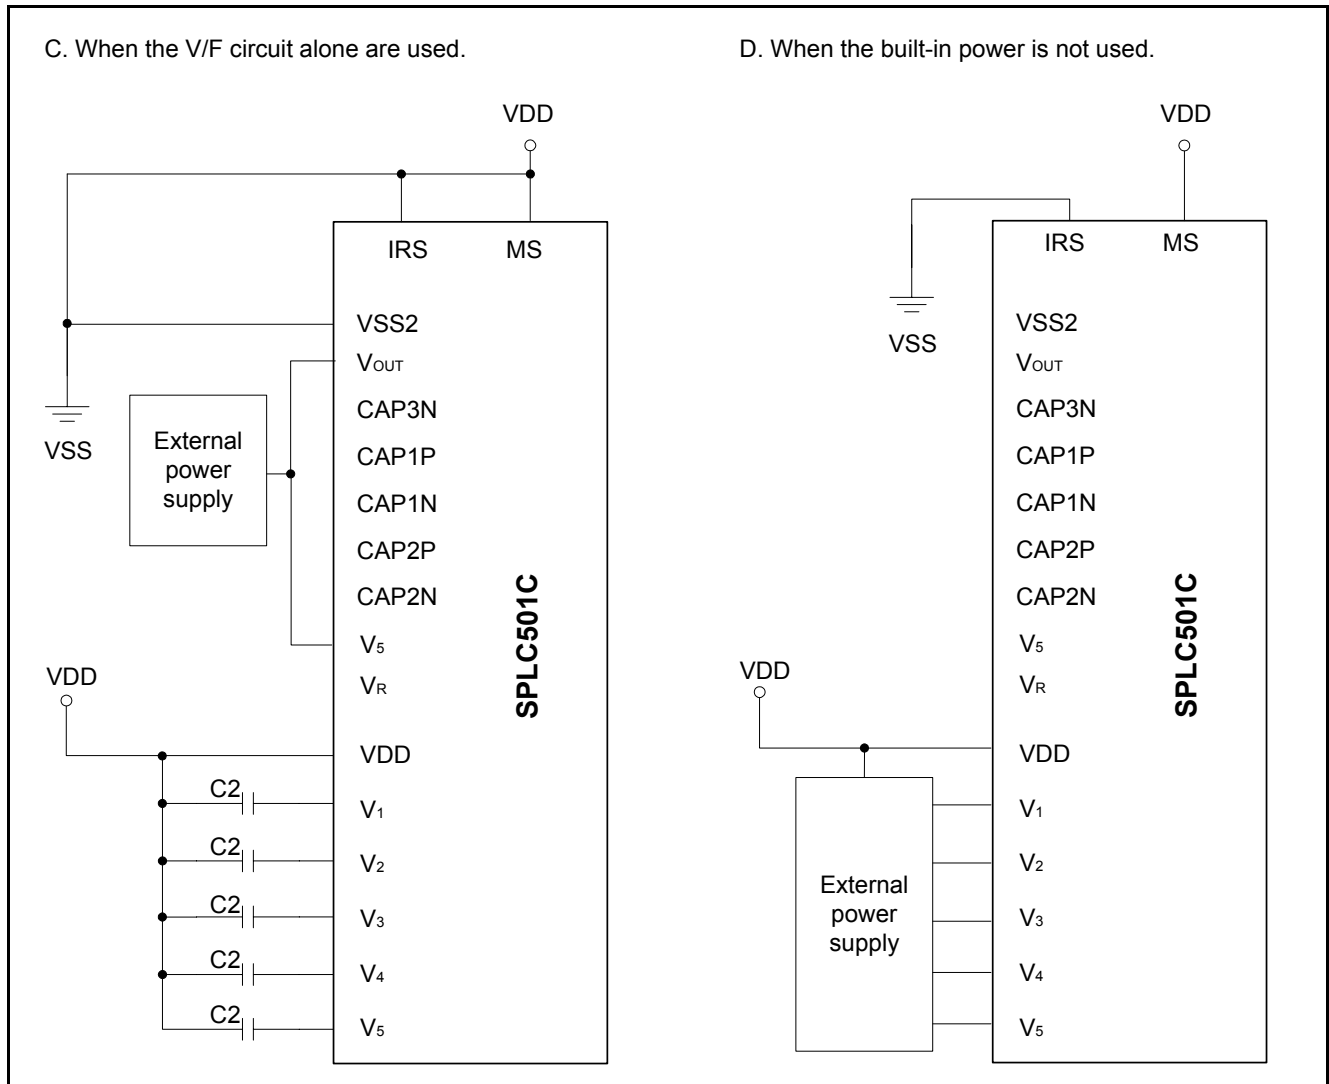 C. When the V/F circuit alone are used.
VDD
IRS MS
VSS2
VOUT
CAP3N
CAP1P
CAP1N
CAP2P
CAP2N
V5
VR
VDD
V1
V2
V3
V4
V5
SPLC501C
VSS
External
power
supply
VDD
C2
C2
C2
C2
C2
D. When the built-in power is not used.
VDD
IRS MS
VSS2
VOUT
CAP3N
CAP1P
CAP1N
CAP2P
CAP2N
V5
VR
VDD
V1
V2
V3
V4
V5
SPLC501C
VSS
VDD
External
power
supply